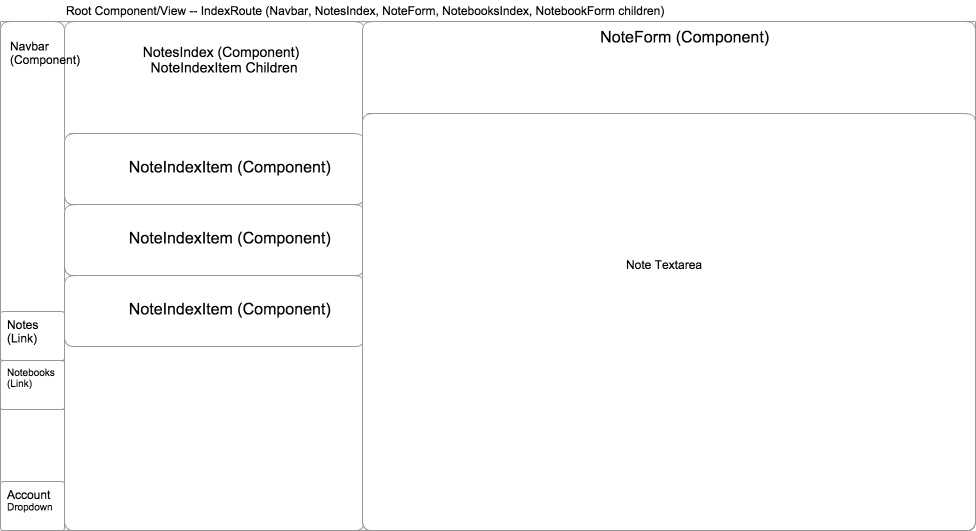 Root Component/View -- IndexRoute (Navbar, NotesIndex, NoteForm, NotebooksIndex, NotebookForm children)
Navbar
(Component)
Notes
(Link)
Notebooks
(Link)
Account
Dropdown
NotesIndex (Component)
NoteIndexItem Children
NoteIndexItem (Component)
NoteIndexItem (Component)
NoteIndexItem (Component)
NoteForm (Component)
Note Textarea